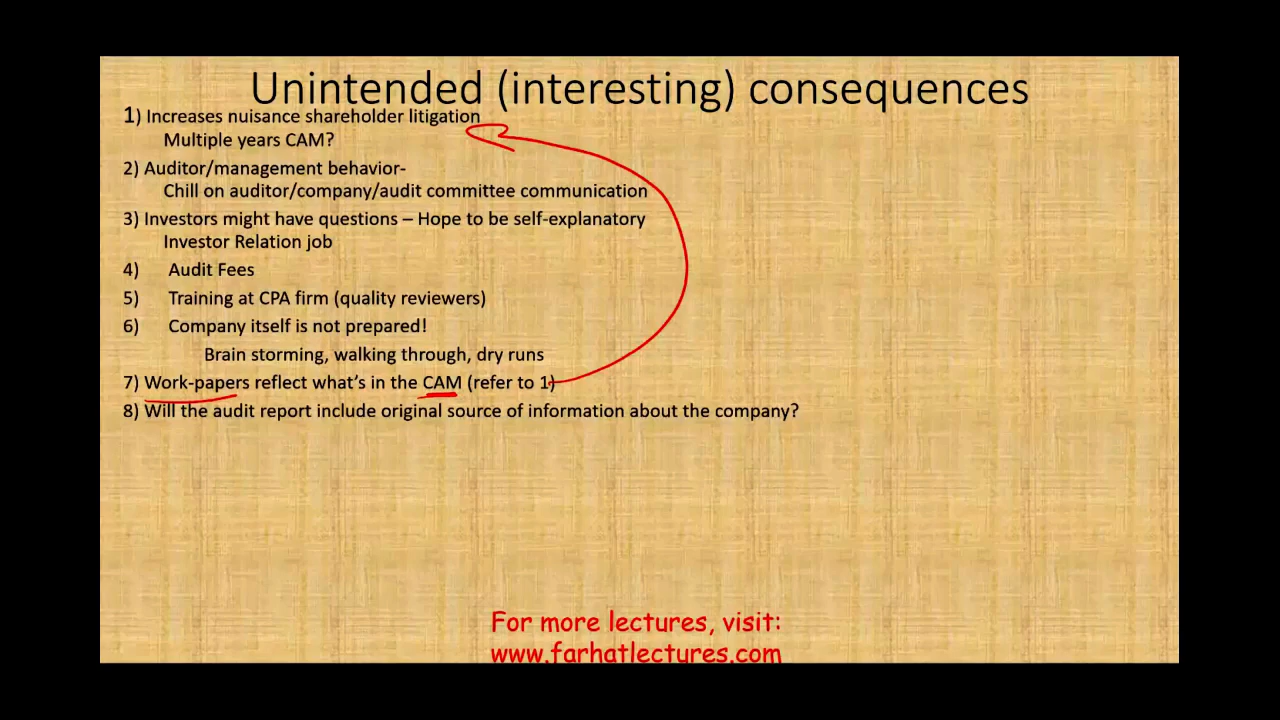 Unintended (interesting) consequences
1) Increases nuisance shareholder litigation
Multiple years CAM?
2) Auditor/management behavior-
Chill on auditor/company/audit committee communication
3) Investors might have questions – Hope to be self-explanatory
Investor Relation job
4) Audit Fees
5) Training at CPA firm (quality reviewers)
6) Company itself is not prepared!
Brain storming, walking through, dry runs
7) Work-papers reflect what's in the CAM (refer to 1)
8) Will the audit report include original source of information about the company?
For more lectures, visit:
www.farhatlectures.com